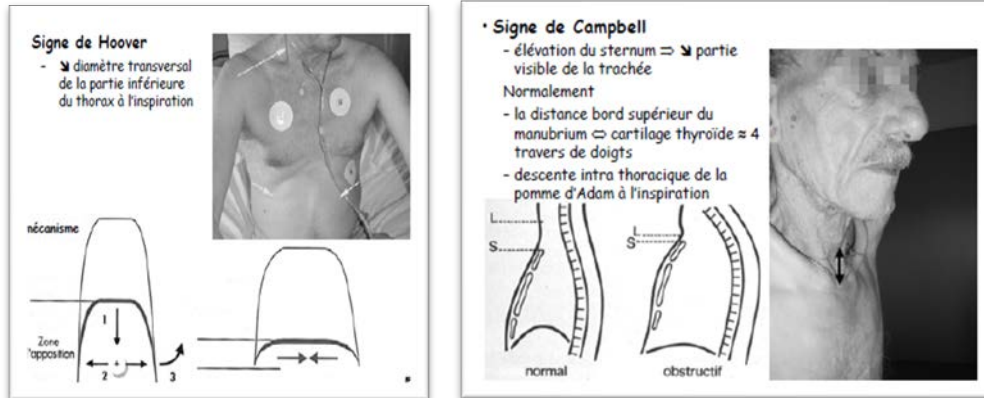 Signe de Hoover
- ↘ diamètre transversal
de la partie inférieure
du thorax à l'inspiration
nécanisme
Zone
l'apposition
1
2
3
• Signe de Campbell
- élévation du sternum ⇒ ↘ partie
visible de la trachée
Normalement
- la distance bord supérieur du
manubrium ⇔ cartilage thyroïde ≈ 4
travers de doigts
- descente intra thoracique de la
pomme d'Adam à l'inspiration
L
S
L
S
normal
obstructif